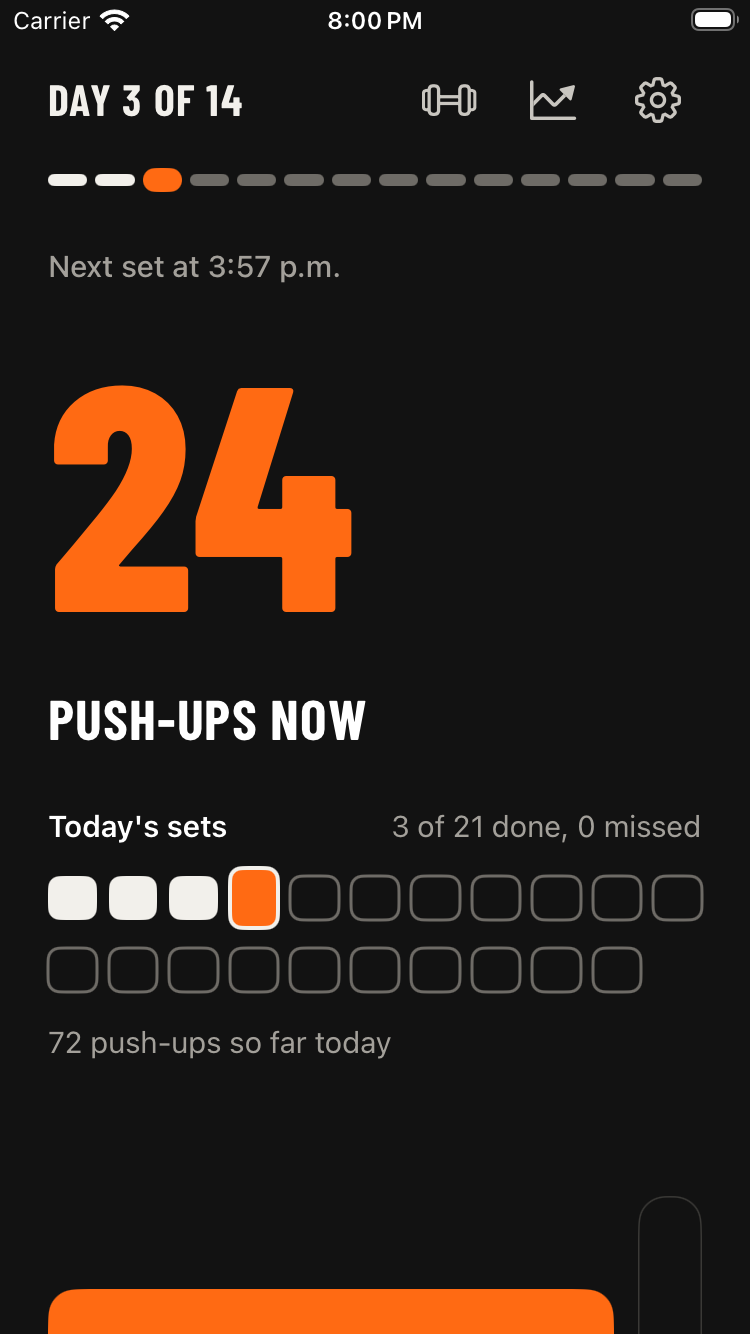 Carrier 8:00 PM
DAY 3 OF 14
Next set at 3:57 p.m.
24
PUSH-UPS NOW
Today's sets 3 of 21 done, 0 missed
72 push-ups so far today